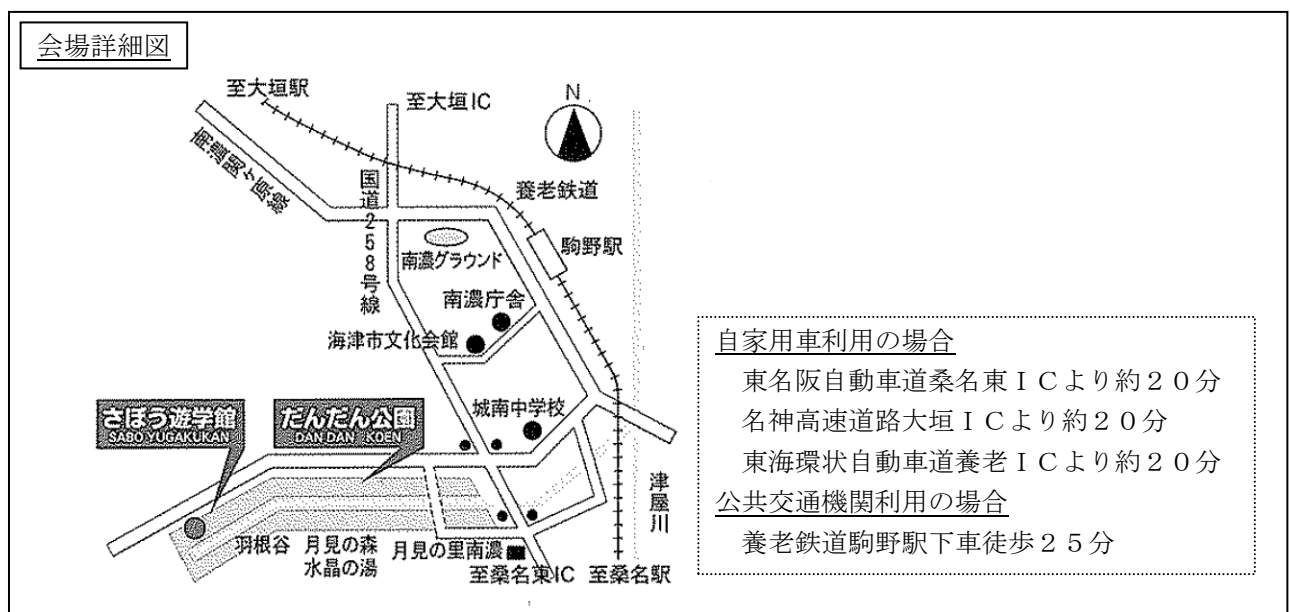 会場詳細図
至大垣駅
至大垣IC
N
南濃関ヶ原線
国道258号線
養老鉄道
駒野駅
南濃グラウンド
南濃庁舎
海津市文化会館
さぼう遊学館
SABO YUGAKUKAN
だんだん公園
DAN DAN KOEN
城南中学校
津屋川
羽根谷
月見の森
水晶の湯
月見の里南濃
至桑名東IC
至桑名駅
自家用車利用の場合
東名阪自動車道桑名東ICより約20分
名神高速道路大垣ICより約20分
東海環状自動車道養老ICより約20分
公共交通機関利用の場合
養老鉄道駒野駅下車徒歩25分